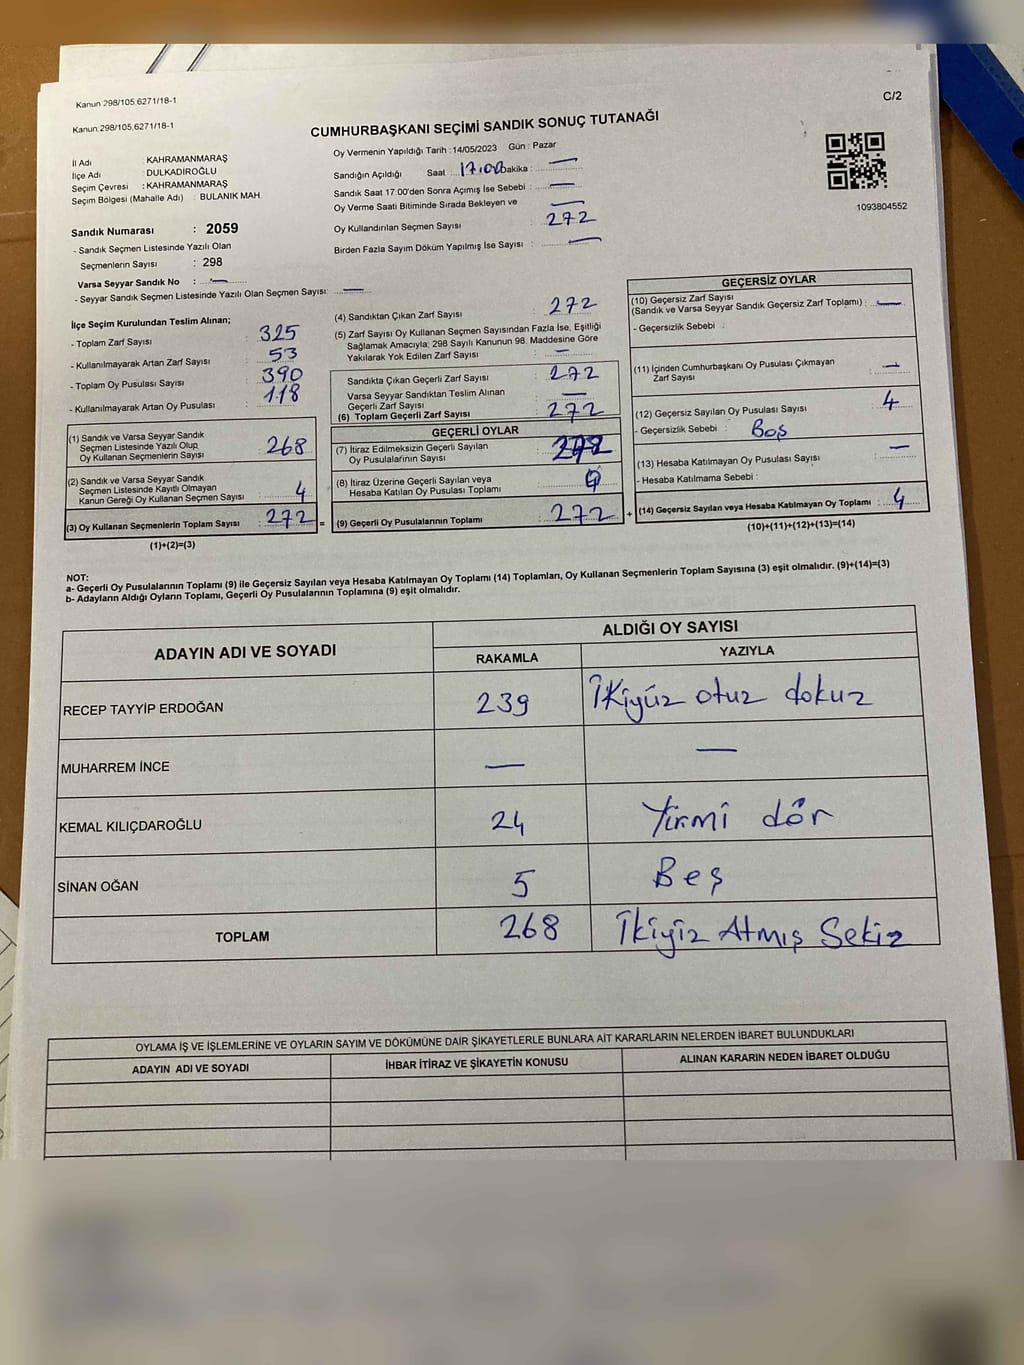 Kanun 298/105.6271/18-1
C/2
Kanun.298/105.6271/18-1
CUMHURBAŞKANI SEÇİMİ SANDIK SONUÇ TUTANAĞI
İl Adı : KAHRAMANMARAŞ
İlçe Adı : DULKADİROĞLU
Seçim Çevresi : KAHRAMANMARAŞ
Seçim Bölgesi (Mahalle Adı) : BULANIK MAH.
Oy Vermenin Yapıldığı Tarih : 14/05/2023 Gün : Pazar
Sandığın Açıldığı Saat 17.00 Dakika : —
Sandık Saat 17:00'den Sonra Açımış İse Sebebi : —
Oy Verme Saati Bitiminde Sırada Bekleyen ve —
Oy Kullandırılan Seçmen Sayısı : 272
Birden Fazla Sayım Döküm Yapılmış İse Sayısı : —
1093804552
Sandık Numarası : 2059
- Sandık Seçmen Listesinde Yazılı Olan
Seçmenlerin Sayısı : 298
Varsa Seyyar Sandık No : —
- Seyyar Sandık Seçmen Listesinde Yazılı Olan Seçmen Sayısı: —
İlçe Seçim Kurulundan Teslim Alınan;
- Toplam Zarf Sayısı : 325
- Kullanılmayarak Artan Zarf Sayısı : 53
- Toplam Oy Pusulası Sayısı : 390
- Kullanılmayarak Artan Oy Pusulası : 118
(1) Sandık ve Varsa Seyyar Sandık
Seçmen Listesinde Yazılı Olup
Oy Kullanan Seçmenlerin Sayısı : 268
(2) Sandık ve Varsa Seyyar Sandık
Seçmen Listesinde Kayıtlı Olmayan
Kanun Gereği Oy Kullanan Seçmen Sayısı : 4
(3) Oy Kullanan Seçmenlerin Toplam Sayısı : 272 =
(1)+(2)=(3)
(4) Sandıktan Çıkan Zarf Sayısı : 272
(5) Zarf Sayısı Oy Kullanan Seçmen Sayısından Fazla İse, Eşitliği
Sağlamak Amacıyla; 298 Sayılı Kanunun 98. Maddesine Göre
Yakılarak Yok Edilen Zarf Sayısı : —
Sandıkta Çıkan Geçerli Zarf Sayısı : 272
Varsa Seyyar Sandıktan Teslim Alınan
Geçerli Zarf Sayısı : —
(6) Toplam Geçerli Zarf Sayısı : 272
GEÇERLİ OYLAR
(7) İtiraz Edilmeksizin Geçerli Sayılan
Oy Pusulalarının Sayısı : 272
(8) İtiraz Üzerine Geçerli Sayılan veya
Hesaba Katılan Oy Pusulası Toplamı :
(9) Geçerli Oy Pusulalarının Toplamı : 272 +
GEÇERSİZ OYLAR
(10) Geçersiz Zarf Sayısı
(Sandık ve Varsa Seyyar Sandık Geçersiz Zarf Toplamı) : —
- Geçersizlik Sebebi :
(11) İçinden Cumhurbaşkanı Oy Pusulası Çıkmayan
Zarf Sayısı : —
(12) Geçersiz Sayılan Oy Pusulası Sayısı : 4
- Geçersizlik Sebebi : Boş
(13) Hesaba Katılmayan Oy Pusulası Sayısı : —
- Hesaba Katılmama Sebebi :
(14) Geçersiz Sayılan veya Hesaba Katılmayan Oy Toplamı : 4
(10)+(11)+(12)+(13)=(14)
NOT:
a- Geçerli Oy Pusulalarının Toplamı (9) ile Geçersiz Sayılan veya Hesaba Katılmayan Oy Toplamı (14) Toplamları, Oy Kullanan Seçmenlerin Toplam Sayısına (3) eşit olmalıdır. (9)+(14)=(3)
b- Adayların Aldığı Oyların Toplamı, Geçerli Oy Pusulalarının Toplamına (9) eşit olmalıdır.
ADAYIN ADI VE SOYADI
ALDIĞI OY SAYISI
RAKAMLA YAZIYLA
RECEP TAYYİP ERDOĞAN 239 İkiyüz otuz dokuz
MUHARREM İNCE — —
KEMAL KILIÇDAROĞLU 24 Yirmi dör
SİNAN OĞAN 5 Beş
TOPLAM 268 İkiyiz Atmış Sekiz
OYLAMA İŞ VE İŞLEMLERİNE VE OYLARIN SAYIM VE DÖKÜMÜNE DAİR ŞİKAYETLERLE BUNLARA AİT KARARLARIN NELERDEN İBARET BULUNDUKLARI
ADAYIN ADI VE SOYADI İHBAR İTİRAZ VE ŞİKAYETİN KONUSU ALINAN KARARIN NEDEN İBARET OLDUĞU